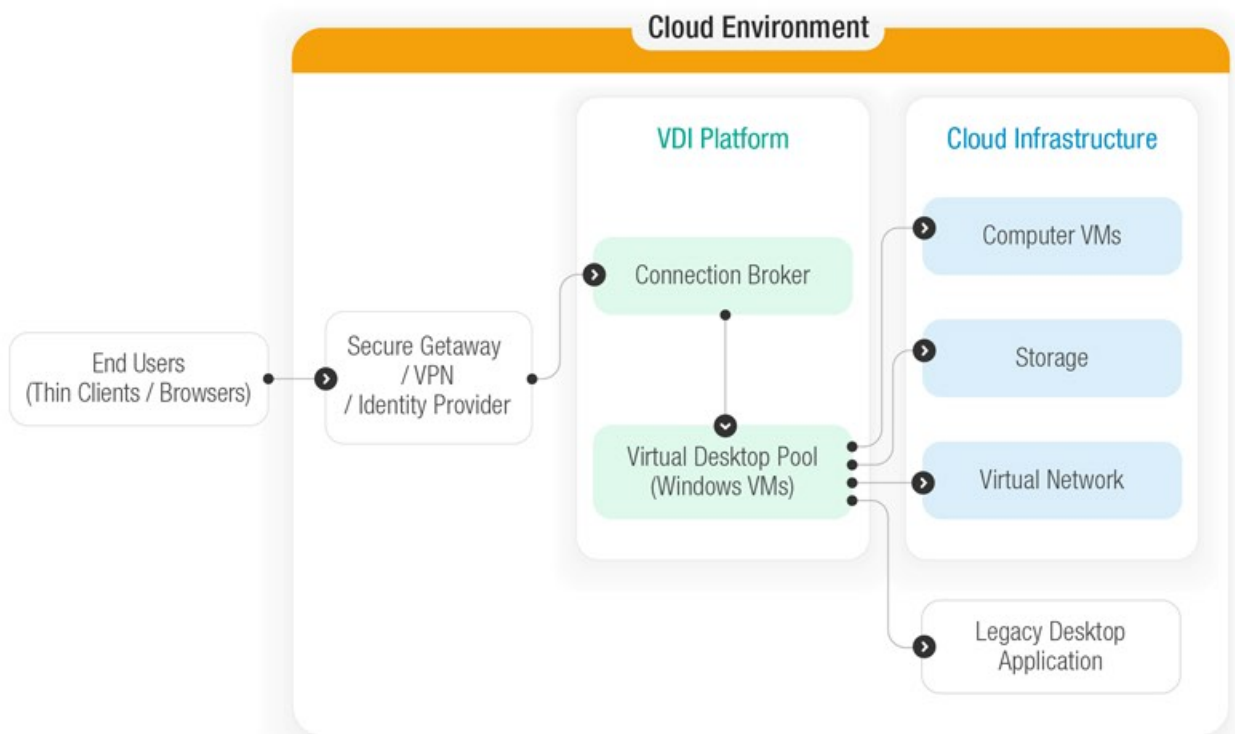 Cloud Environment
VDI Platform
Cloud Infrastructure
Computer VMs
Connection Broker
Secure Getaway
/ VPN
/ Identity Provider
End Users
(Thin Clients / Browsers)
Storage
Virtual Desktop Pool
(Windows VMs)
Virtual Network
Legacy Desktop
Application